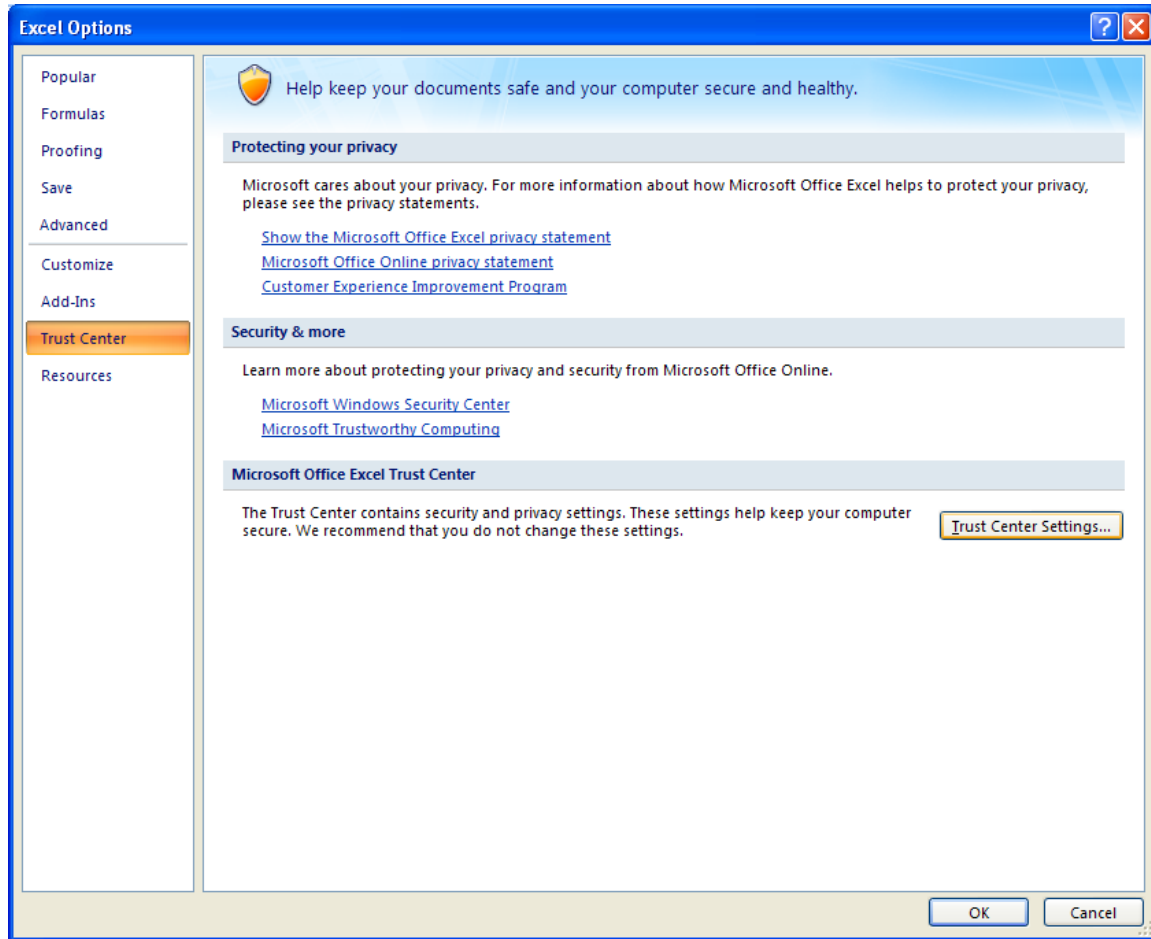 Excel Options
Popular
Formulas
Proofing
Save
Advanced
Customize
Add-Ins
Trust Center
Resources
Help keep your documents safe and your computer secure and healthy.
Protecting your privacy
Microsoft cares about your privacy. For more information about how Microsoft Office Excel helps to protect your privacy,
please see the privacy statements.
Show the Microsoft Office Excel privacy statement
Microsoft Office Online privacy statement
Customer Experience Improvement Program
Security & more
Learn more about protecting your privacy and security from Microsoft Office Online.
Microsoft Windows Security Center
Microsoft Trustworthy Computing
Microsoft Office Excel Trust Center
The Trust Center contains security and privacy settings. These settings help keep your computer
secure. We recommend that you do not change these settings.
Trust Center Settings...
OK
Cancel